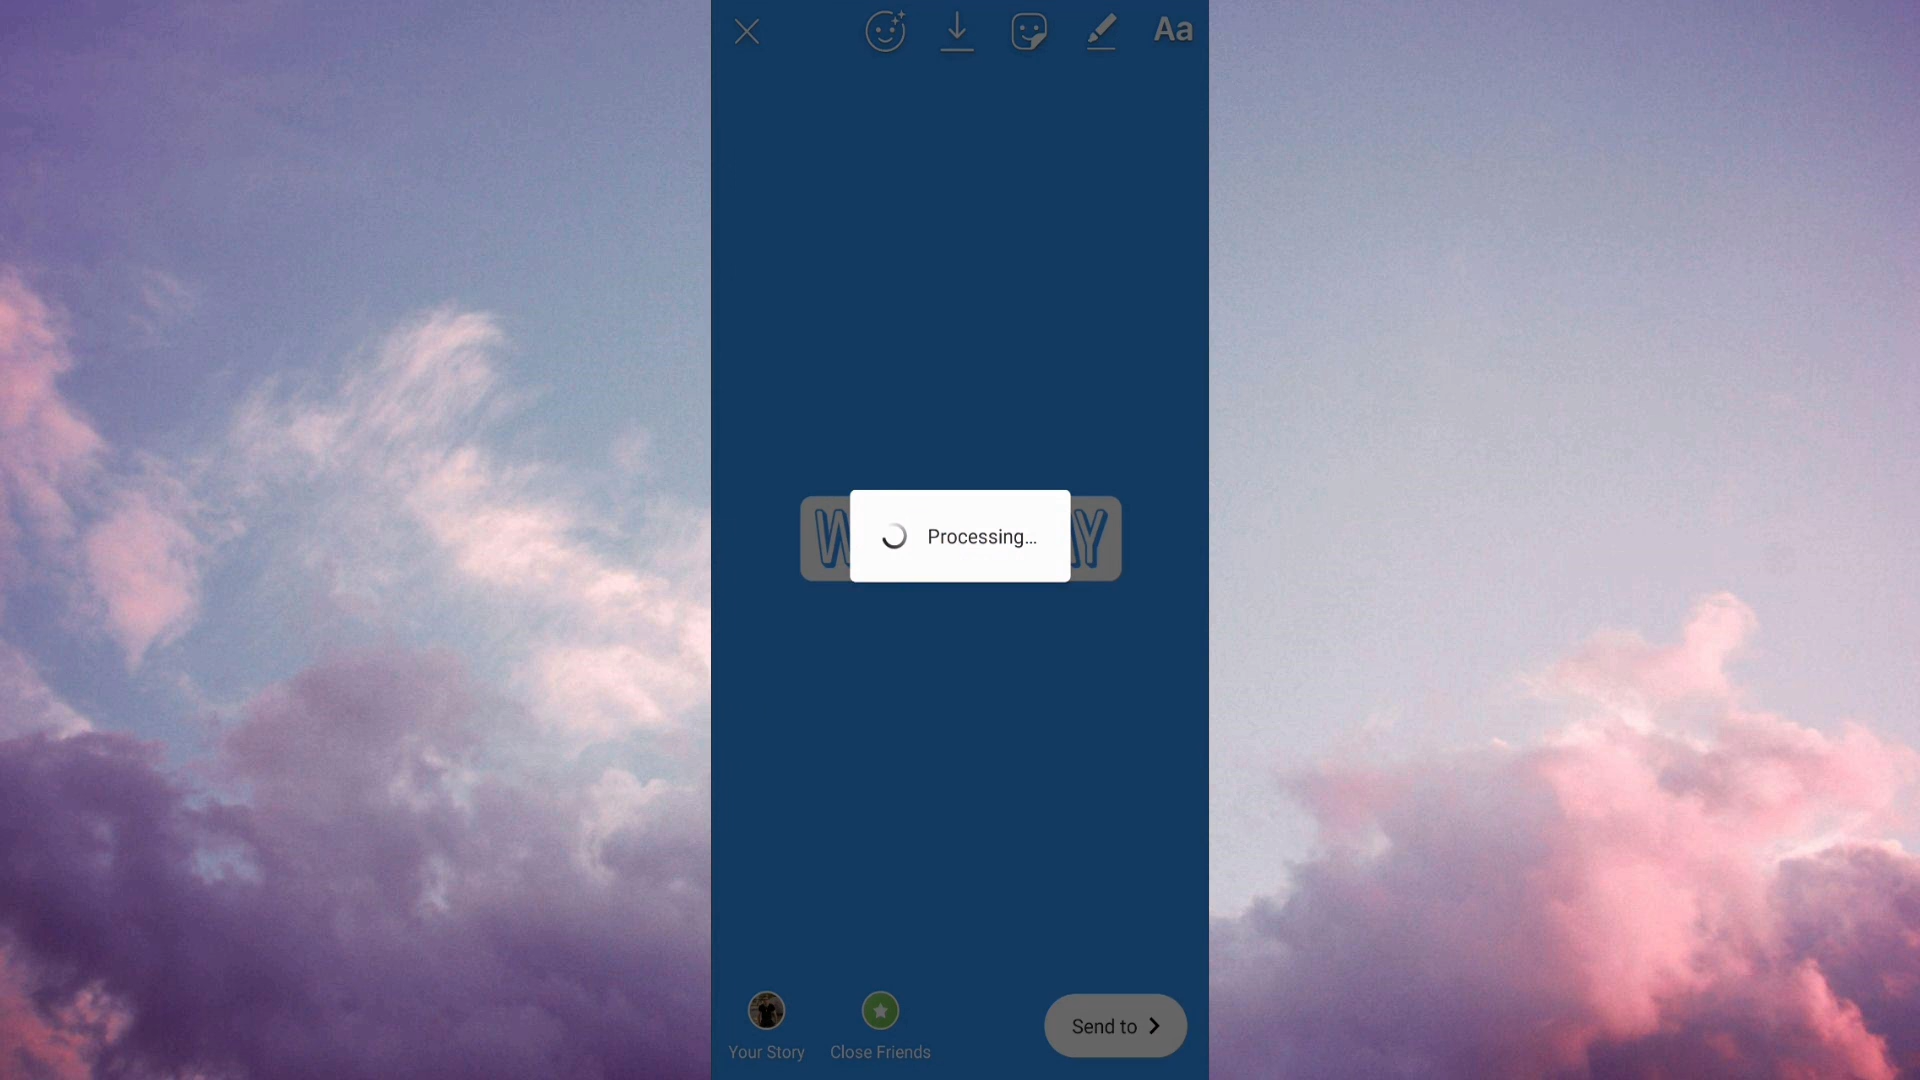 Aa
Processing...
Your Story
Close Friends
Send to